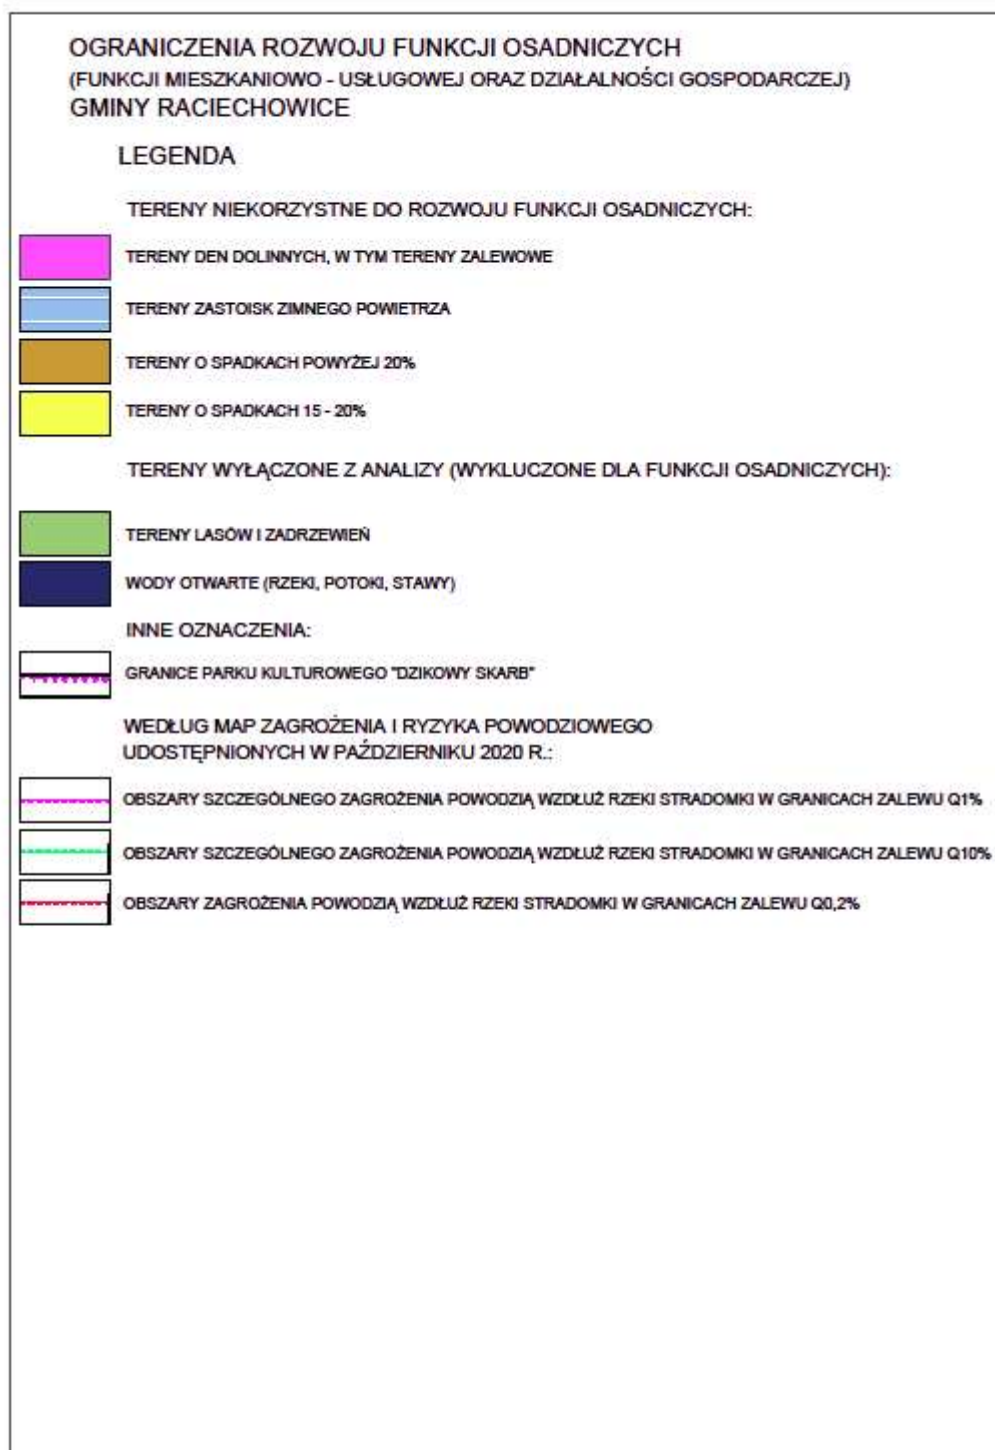 OGRANICZENIA ROZWOJU FUNKCJI OSADNICZYCH
(FUNKCJI MIESZKANIOWO - USŁUGOWEJ ORAZ DZIAŁALNOŚCI GOSPODARCZEJ)
GMINY RACIECHOWICE
LEGENDA
TERENY NIEKORZYSTNE DO ROZWOJU FUNKCJI OSADNICZYCH:
TERENY DEN DOLINNYCH, W TYM TERENY ZALEWOWE
TERENY ZASTOISK ZIMNEGO POWIETRZA
TERENY O SPADKACH POWYŻEJ 20%
TERENY O SPADKACH 15 - 20%
TERENY WYŁĄCZONE Z ANALIZY (WYKLUCZONE DLA FUNKCJI OSADNICZYCH):
TERENY LASÓW I ZADRZEWIEŃ
WODY OTWARTE (RZEKI, POTOKI, STAWY)
INNE OZNACZENIA:
GRANICE PARKU KULTUROWEGO "DZIKOWY SKARB"
WEDŁUG MAP ZAGROŻENIA I RYZYKA POWODZIOWEGO
UDOSTĘPNIONYCH W PAŹDZIERNIKU 2020 R.:
OBSZARY SZCZEGÓLNEGO ZAGROŻENIA POWODZIĄ WZDŁUŻ RZEKI STRADOMKI W GRANICACH ZALEWU Q1%
OBSZARY SZCZEGÓLNEGO ZAGROŻENIA POWODZIĄ WZDŁUŻ RZEKI STRADOMKI W GRANICACH ZALEWU Q10%
OBSZARY ZAGROŻENIA POWODZIĄ WZDŁUŻ RZEKI STRADOMKI W GRANICACH ZALEWU Q0,2%